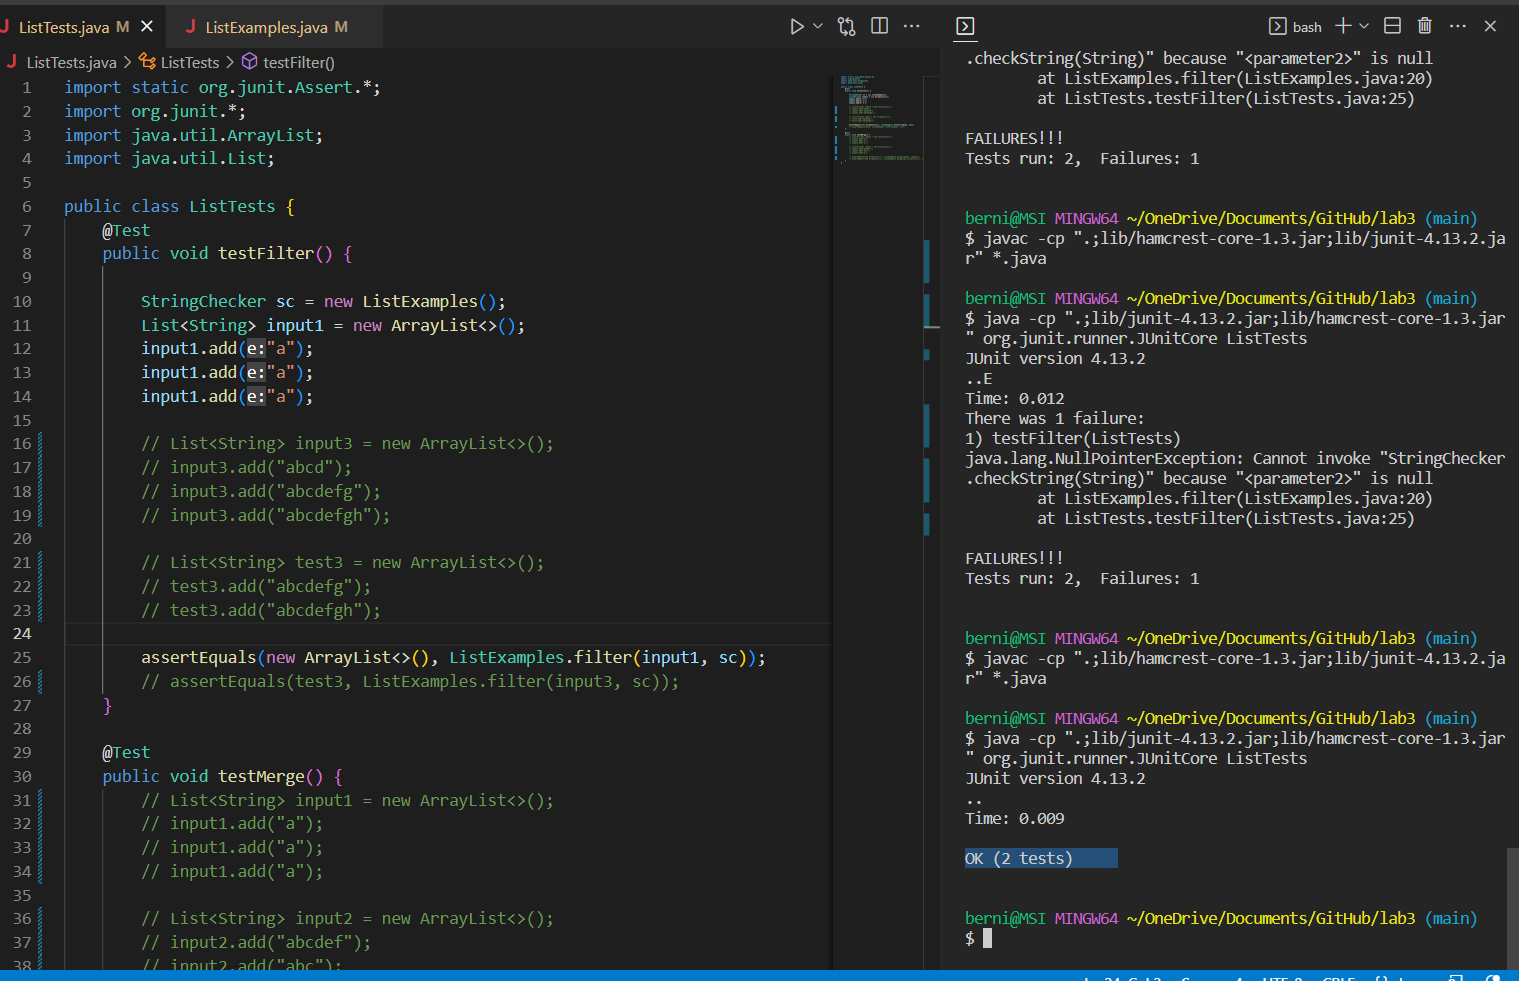 ListTests.java M
ListExamples.java M
ListTests.java > ListTests > testFilter()
1 import static org.junit.Assert.*;
2 import org.junit.*;
3 import java.util.ArrayList;
4 import java.util.List;
5
6 public class ListTests {
7 @Test
8 public void testFilter() {
9
10 StringChecker sc = new ListExamples();
11 List<String> input1 = new ArrayList<>();
12 input1.add(e:"a");
13 input1.add(e:"a");
14 input1.add(e:"a");
15
16 // List<String> input3 = new ArrayList<>();
17 // input3.add("abcd");
18 // input3.add("abcdefg");
19 // input3.add("abcdefgh");
20
21 // List<String> test3 = new ArrayList<>();
22 // test3.add("abcdefg");
23 // test3.add("abcdefgh");
24
25 assertEquals(new ArrayList<>(), ListExamples.filter(input1, sc));
26 // assertEquals(test3, ListExamples.filter(input3, sc));
27 }
28
29 @Test
30 public void testMerge() {
31 // List<String> input1 = new ArrayList<>();
32 // input1.add("a");
33 // input1.add("a");
34 // input1.add("a");
35
36 // List<String> input2 = new ArrayList<>();
37 // input2.add("abcdef");
38 // input2.add("abc");
bash
.checkString(String)" because "<parameter2>" is null
at ListExamples.filter(ListExamples.java:20)
at ListTests.testFilter(ListTests.java:25)
FAILURES!!!
Tests run: 2,  Failures: 1
berni@MSI MINGW64 ~/OneDrive/Documents/GitHub/lab3 (main)
$ javac -cp ".;lib/hamcrest-core-1.3.jar;lib/junit-4.13.2.ja
r" *.java
berni@MSI MINGW64 ~/OneDrive/Documents/GitHub/lab3 (main)
$ java -cp ".;lib/junit-4.13.2.jar;lib/hamcrest-core-1.3.jar
" org.junit.runner.JUnitCore ListTests
JUnit version 4.13.2
..E
Time: 0.012
There was 1 failure:
1) testFilter(ListTests)
java.lang.NullPointerException: Cannot invoke "StringChecker
.checkString(String)" because "<parameter2>" is null
at ListExamples.filter(ListExamples.java:20)
at ListTests.testFilter(ListTests.java:25)
FAILURES!!!
Tests run: 2,  Failures: 1
berni@MSI MINGW64 ~/OneDrive/Documents/GitHub/lab3 (main)
$ javac -cp ".;lib/hamcrest-core-1.3.jar;lib/junit-4.13.2.ja
r" *.java
berni@MSI MINGW64 ~/OneDrive/Documents/GitHub/lab3 (main)
$ java -cp ".;lib/junit-4.13.2.jar;lib/hamcrest-core-1.3.jar
" org.junit.runner.JUnitCore ListTests
JUnit version 4.13.2
..
Time: 0.009
OK (2 tests)
berni@MSI MINGW64 ~/OneDrive/Documents/GitHub/lab3 (main)
$